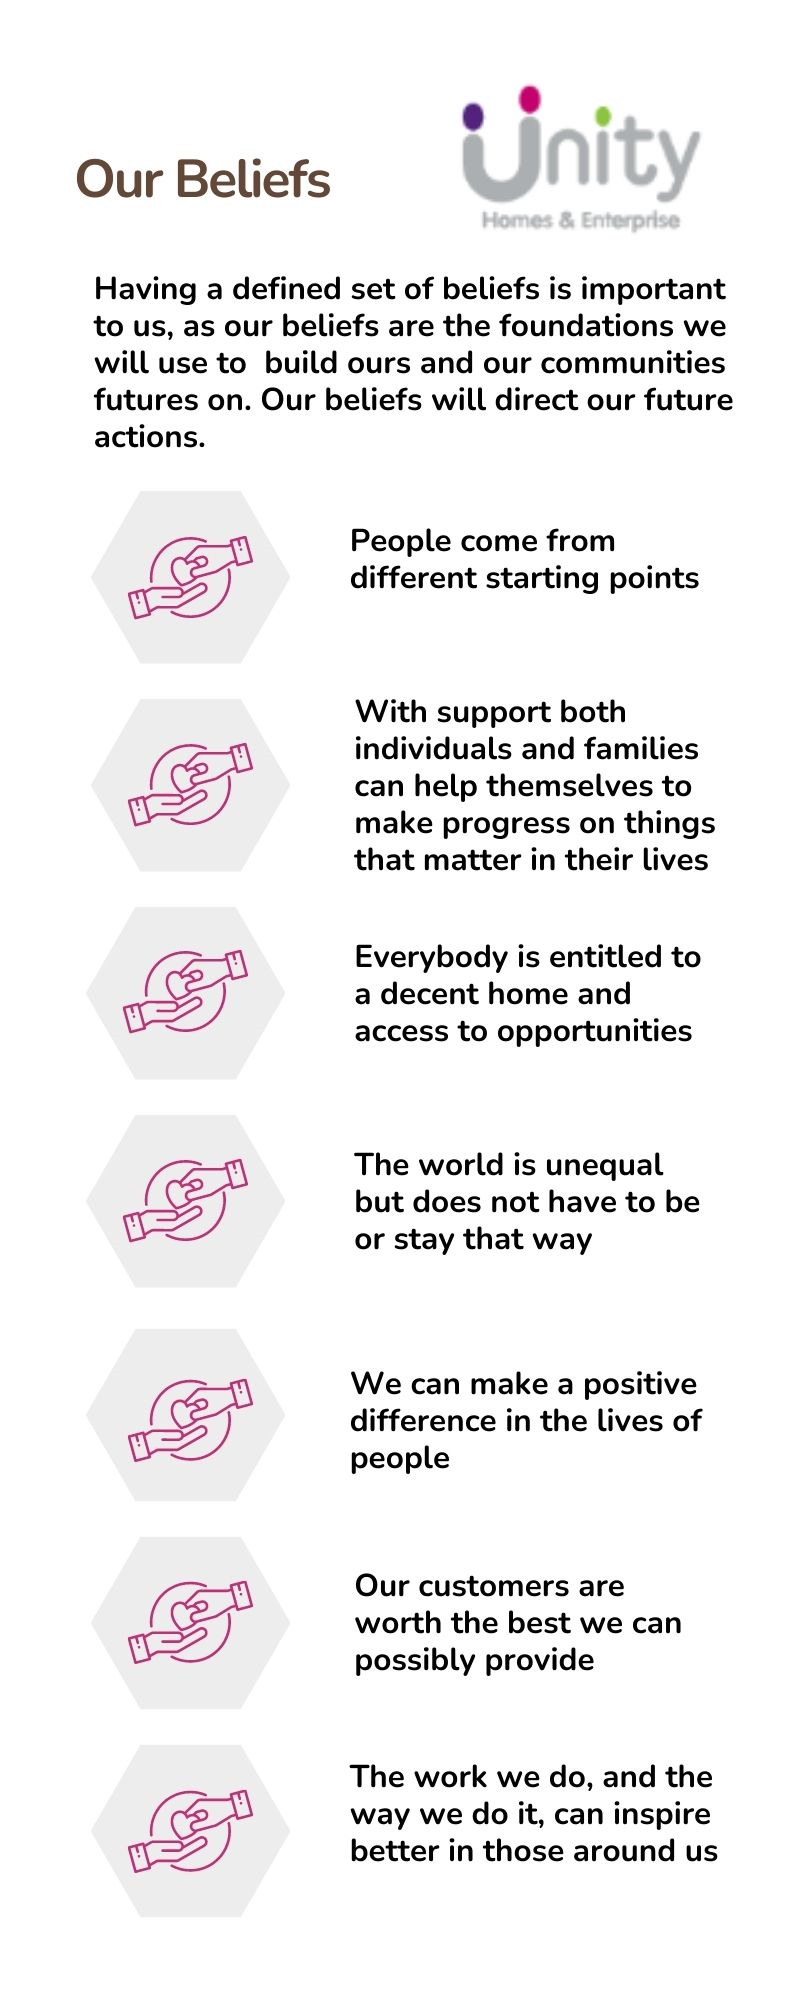 Our Beliefs
Unity
Homes & Enterprise
Having a defined set of beliefs is important
to us, as our beliefs are the foundations we
will use to  build ours and our communities
futures on. Our beliefs will direct our future
actions.
People come from
different starting points
With support both
individuals and families
can help themselves to
make progress on things
that matter in their lives
Everybody is entitled to
a decent home and
access to opportunities
The world is unequal
but does not have to be
or stay that way
We can make a positive
difference in the lives of
people
Our customers are
worth the best we can
possibly provide
The work we do, and the
way we do it, can inspire
better in those around us